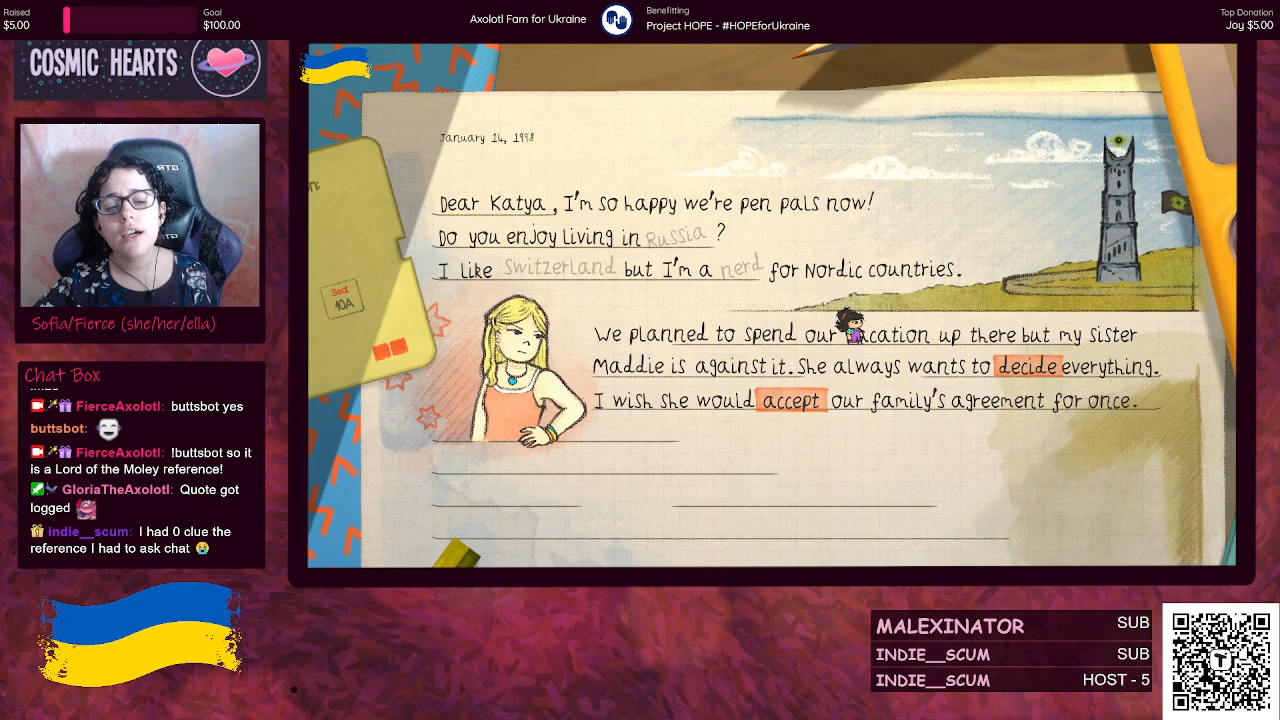 Raised
$5.00
Goal
$100.00
Axolotl Fam for Ukraine
Benefitting
Project HOPE - #HOPEforUkraine
Top Donation
Joy $5.00
COSMIC HEARTS
Sofia/Fierce (she/her/ella)
Chat Box
FierceAxolotl: buttsbot yes
buttsbot:
FierceAxolotl: !buttsbot so it
is a Lord of the Moley reference!
GloriaTheAxolotl: Quote got
logged
indie__scum: I had 0 clue the
reference I had to ask chat
January 14, 1998
Dear Katya, I'm so happy we're pen pals now!
Do you enjoy living in Russia ?
I like Switzerland but I'm a nerd for Nordic countries.
We planned to spend our vacation up there but my sister
Maddie is against it. She always wants to decide everything.
I wish she would accept our family's agreement for once.
Seat
10A
MALEXINATOR SUB
INDIE__SCUM SUB
INDIE__SCUM HOST - 5